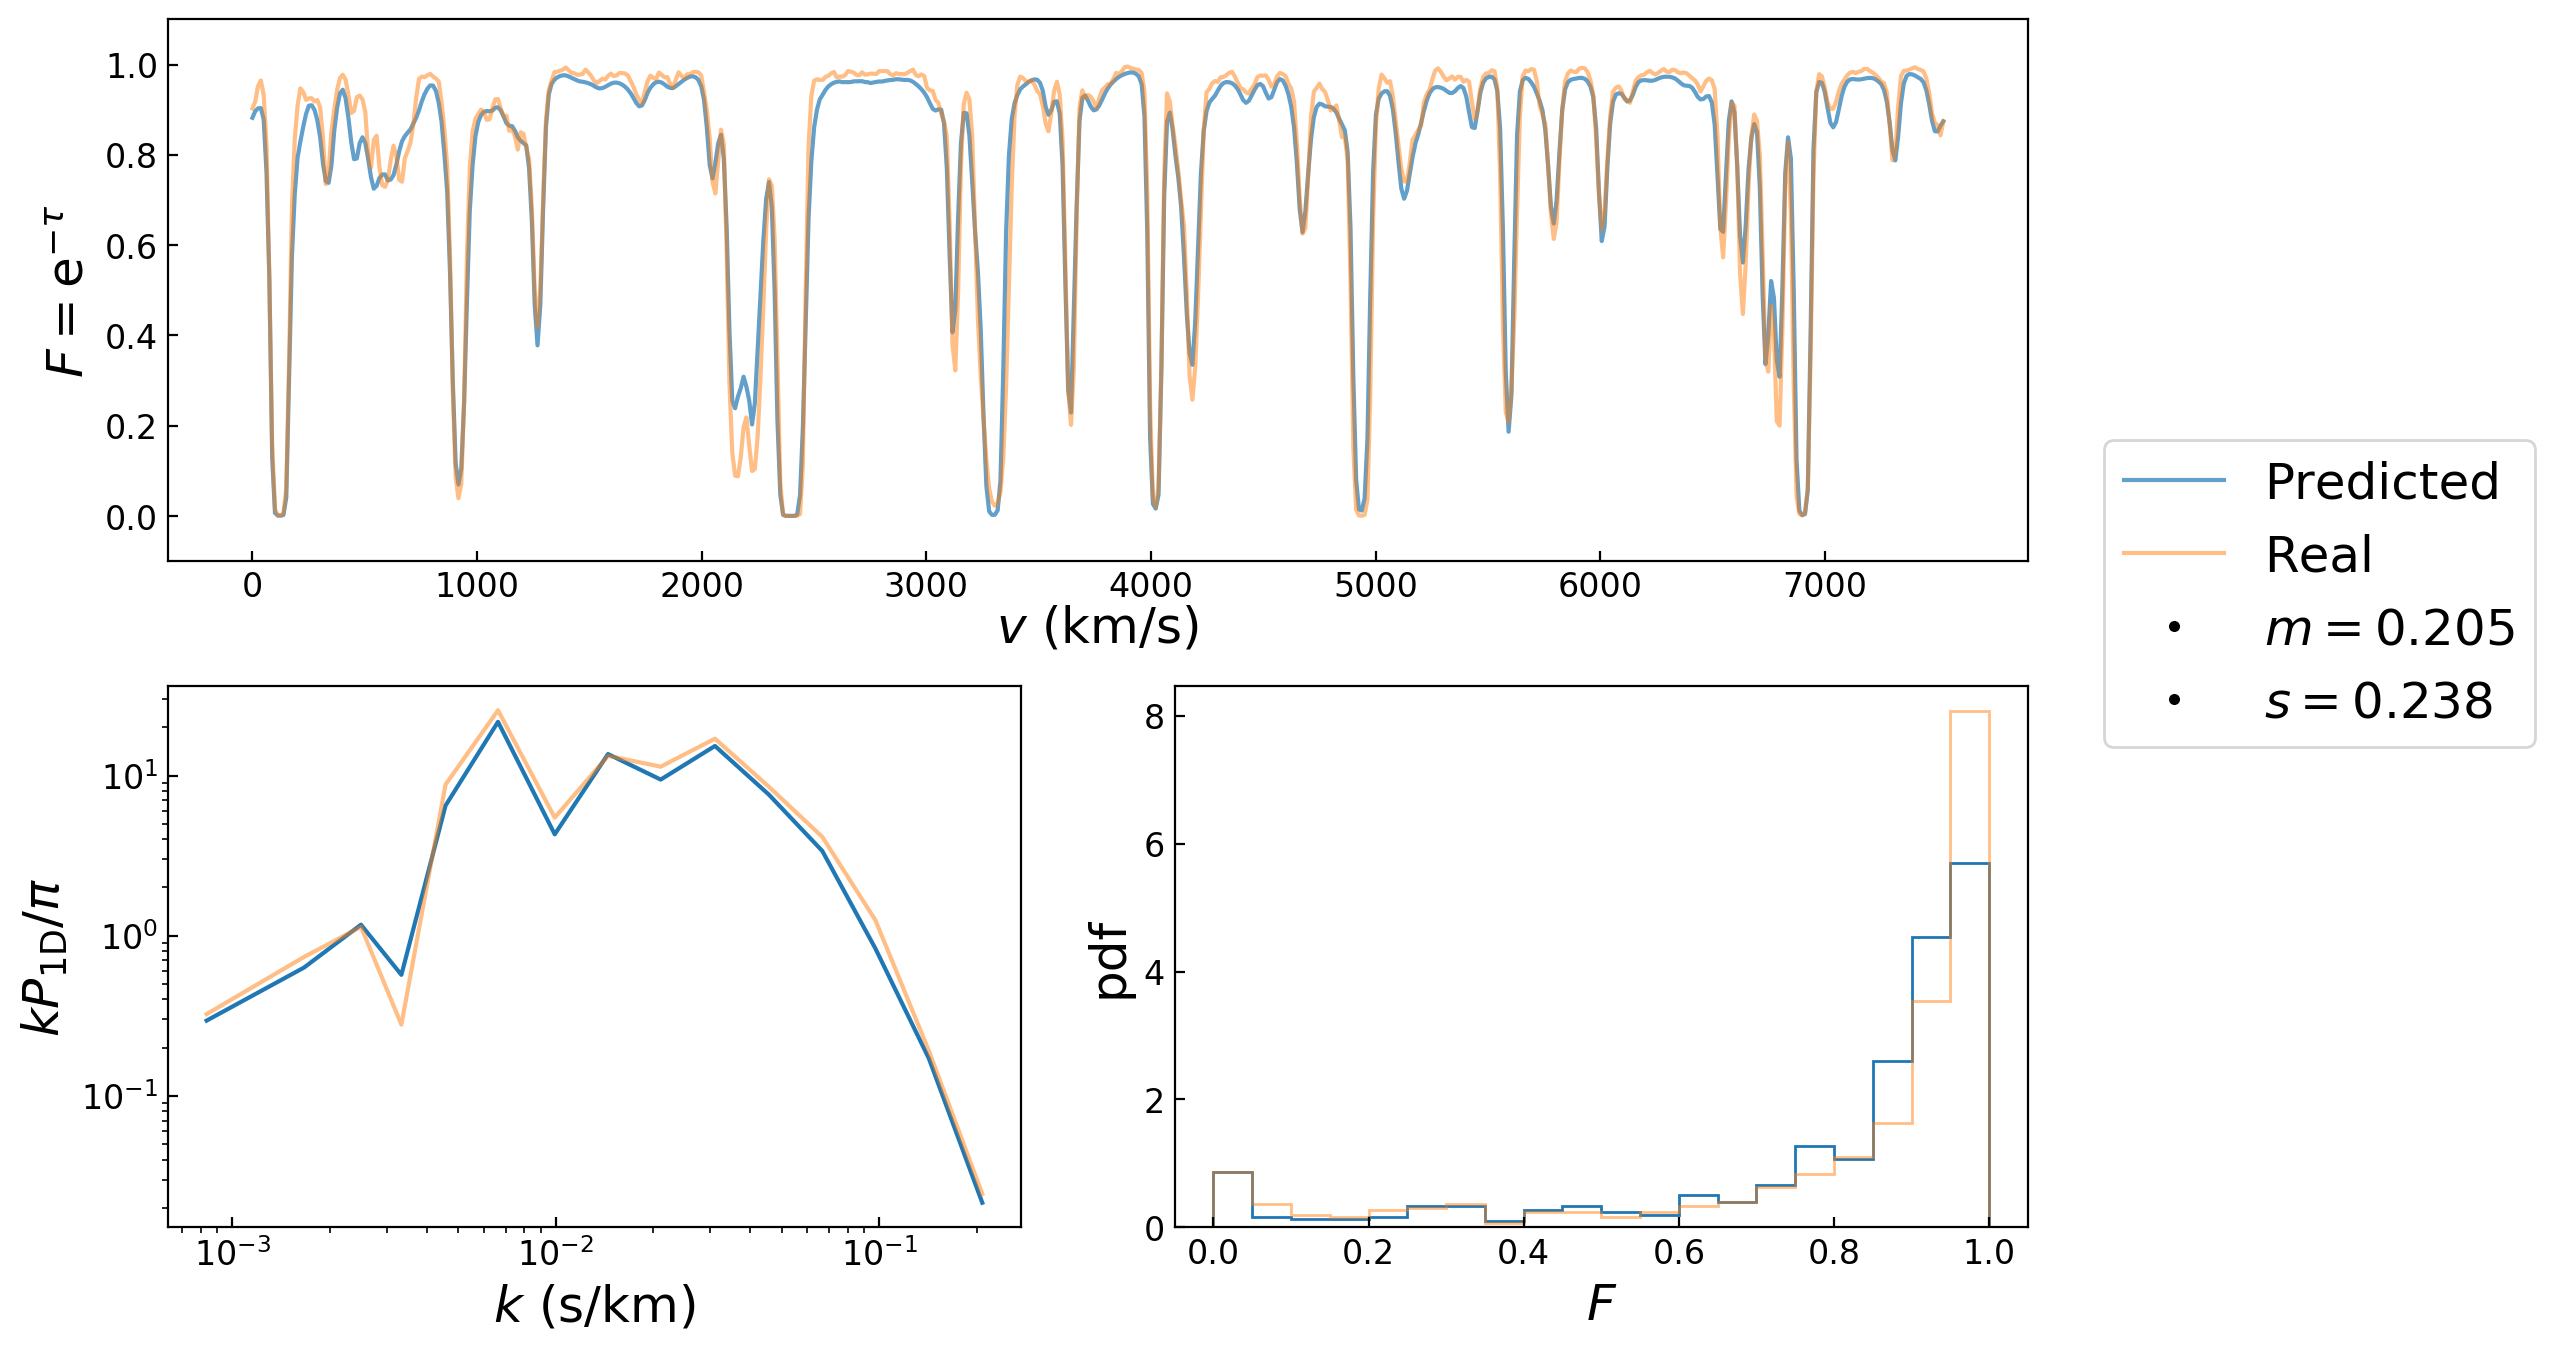 1.0
0.8
0.6
0.4
0.2
0.0
F = e^{−τ}
0 1000 2000 3000 4000 5000 6000 7000
v (km/s)
Predicted
Real
m = 0.205
s = 0.238
10^1
10^0
10^{−1}
kP_{1D}/π
10^{−3} 10^{−2} 10^{−1}
k (s/km)
8
6
4
2
0
pdf
0.0 0.2 0.4 0.6 0.8 1.0
F